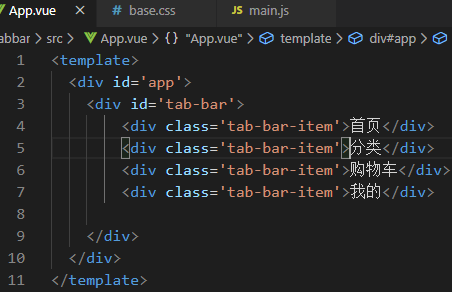 App.vue base.css main.js
abbar > src > App.vue > {} "App.vue" > template > div#app >
1 <template>
2 <div id='app'>
3 <div id='tab-bar'>
4 <div class='tab-bar-item'>首页</div>
5 <div class='tab-bar-item'>分类</div>
6 <div class='tab-bar-item'>购物车</div>
7 <div class='tab-bar-item'>我的</div>
8
9 </div>
10 </div>
11 </template>